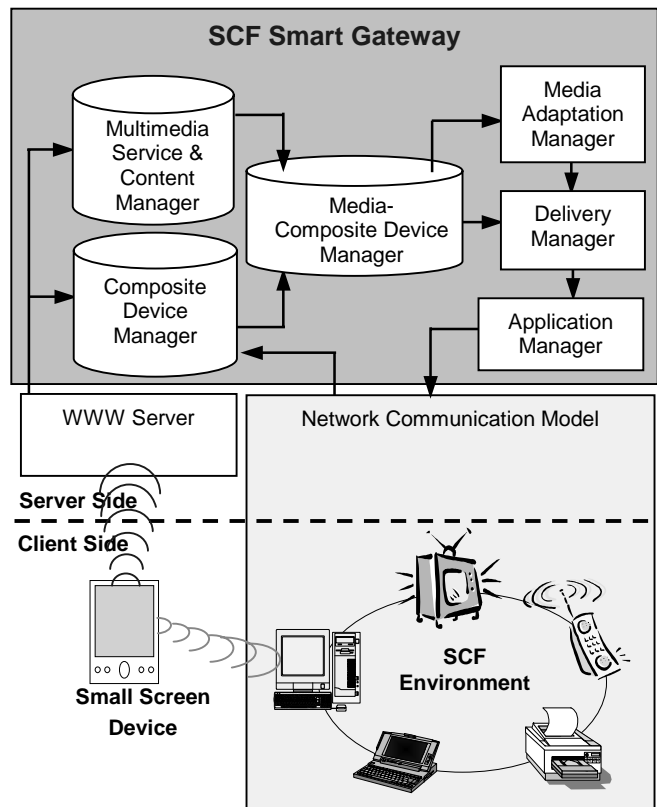 SCF Smart Gateway
Multimedia
Service &
Content
Manager
Media
Adaptation
Manager
Media-
Composite Device
Manager
Delivery
Manager
Composite
Device
Manager
Application
Manager
WWW Server
Network Communication Model
Server Side
Client Side
SCF
Environment
Small Screen
Device